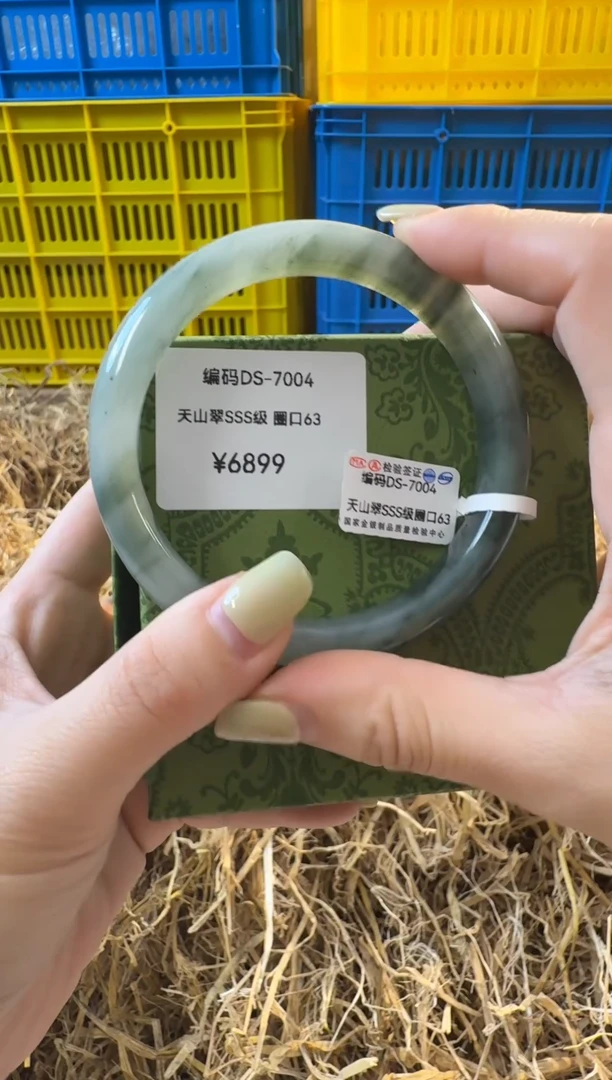 编码DS-7004
天山翠SSS级 圈口63
¥6899
MA 检验签证
编码DS-7004
天山翠SSS级圈口63
国家金银制品质量检验中心